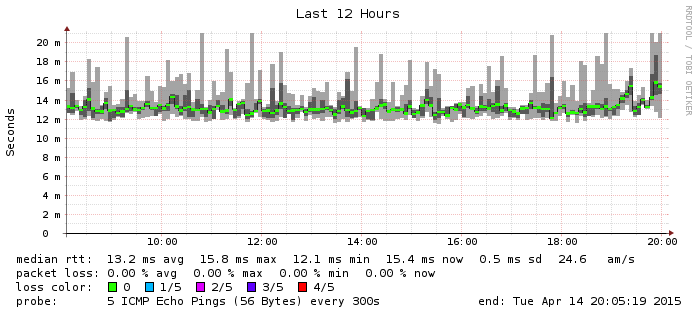 Last 12 Hours
RRDTOOL / TOBI OETIKER
Seconds
20 m
18 m
16 m
14 m
12 m
10 m
8 m
6 m
4 m
2 m
0
10:00 12:00 14:00 16:00 18:00 20:00
median rtt: 13.2 ms avg 15.8 ms max 12.1 ms min 15.4 ms now 0.5 ms sd 24.6 am/s
packet loss: 0.00 % avg 0.00 % max 0.00 % min 0.00 % now
loss color: 0 1/5 2/5 3/5 4/5
probe: 5 ICMP Echo Pings (56 Bytes) every 300s end: Tue Apr 14 20:05:19 2015